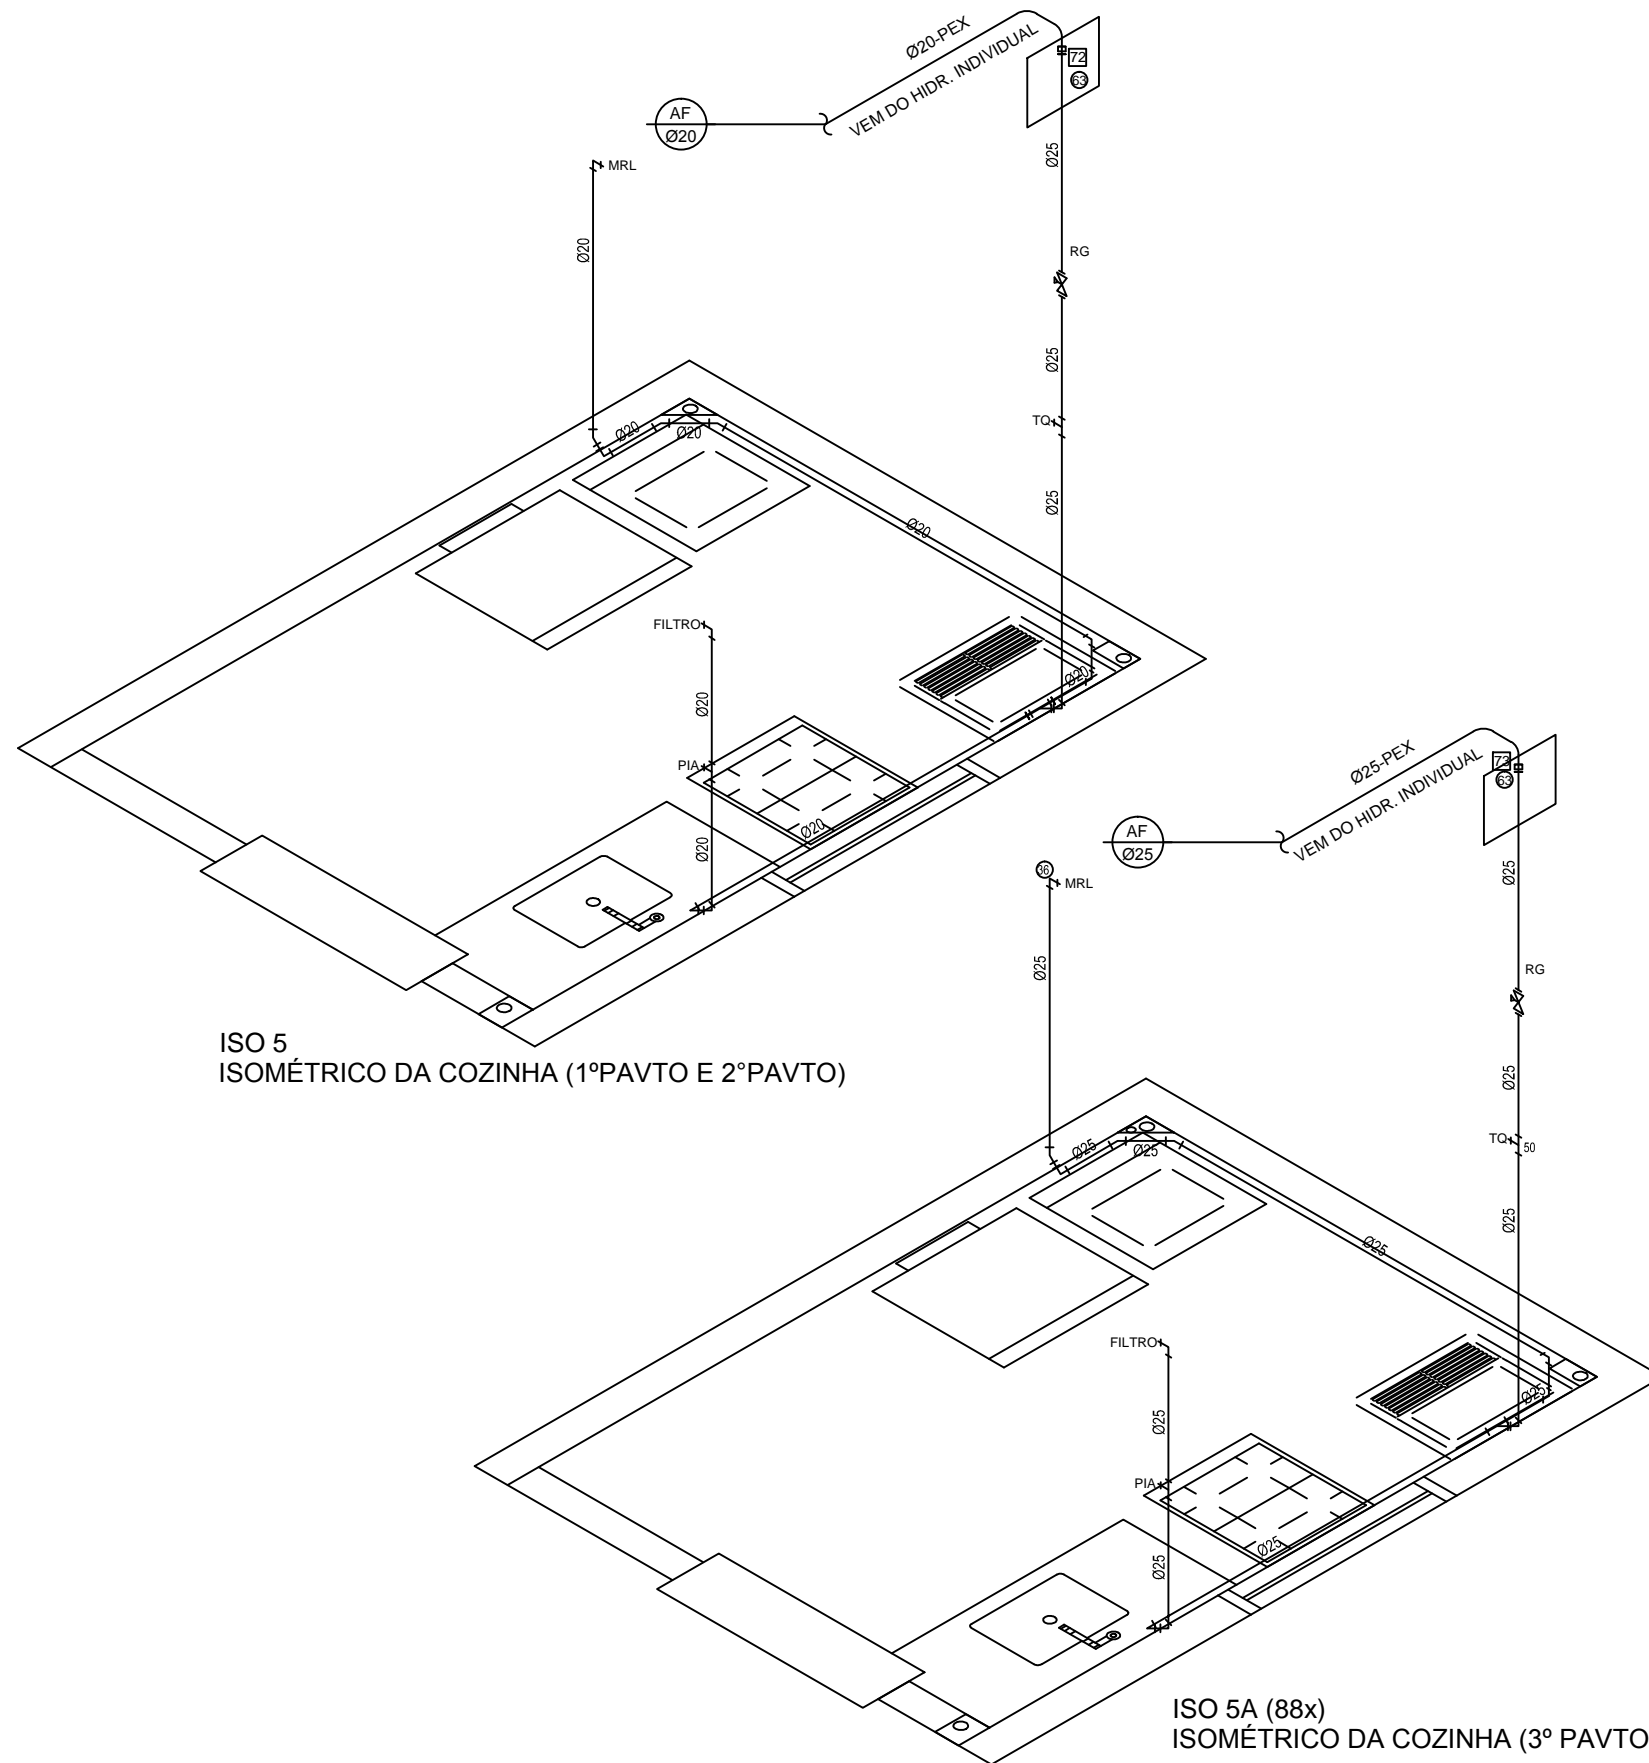 Ø20-PEX
VEM DO HIDR. INDIVIDUAL
72
63
AF
Ø20
MRL
Ø25
Ø20
RG
Ø25
TQ
Ø20
Ø20
Ø25
Ø20
FILTRO
Ø20
Ø20
PIA
Ø20
Ø20
ISO 5
ISOMÉTRICO DA COZINHA (1ºPAVTO E 2°PAVTO)
Ø25-PEX
VEM DO HIDR. INDIVIDUAL
73
63
AF
Ø25
36
MRL
Ø25
Ø25
RG
Ø25
TQ
50
Ø25
Ø25
Ø25
Ø25
FILTRO
Ø25
Ø25
PIA
Ø25
Ø25
ISO 5A (88x)
ISOMÉTRICO DA COZINHA (3º PAVTO